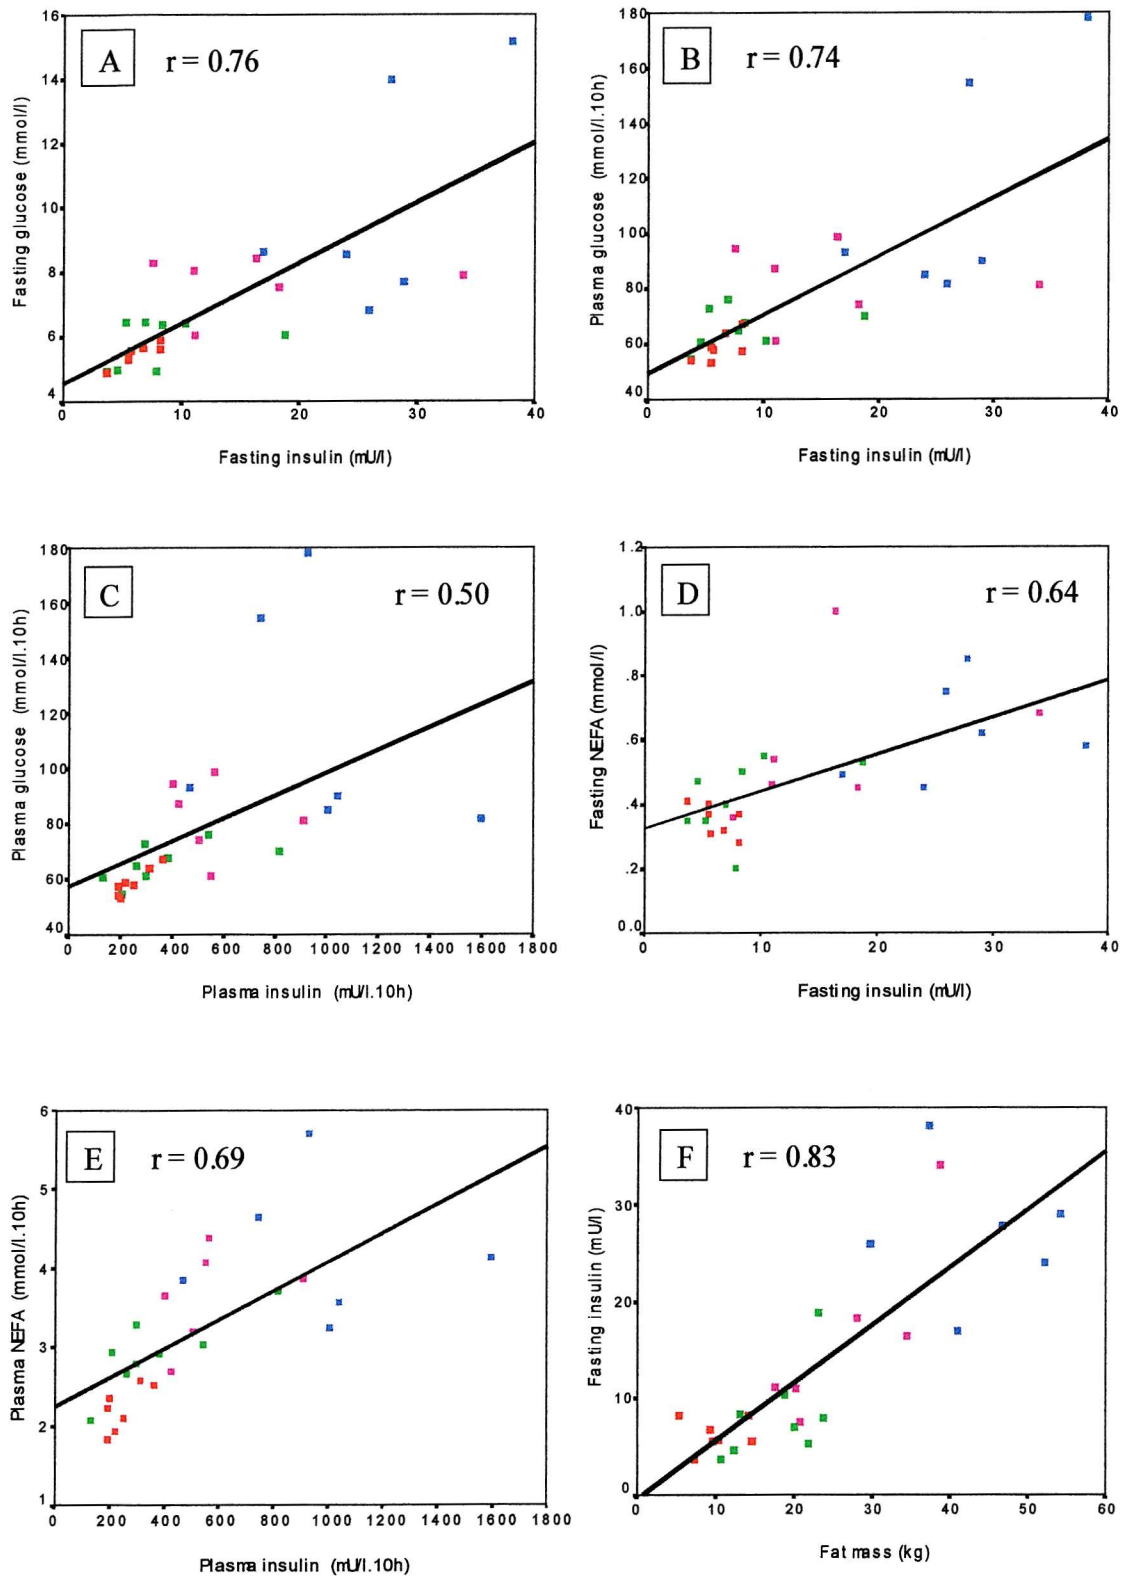 A r = 0.76
16
14
12
10
8
6
4
0 10 20 30 40
Fasting glucose (mmol/l)
Fasting insulin (mU/l)
B r = 0.74
180
160
140
120
100
80
60
40
0 10 20 30 40
Plasma glucose (mmol/l.10h)
Fasting insulin (mU/l)
C r = 0.50
180
160
140
120
100
80
60
40
0 200 400 600 800 1000 1200 1400 1600 1800
Plasma glucose (mmol/l.10h)
Plasma insulin (mU/l.10h)
D r = 0.64
1.2
1.0
.8
.6
.4
.2
0.0
0 10 20 30 40
Fasting NEFA (mmol/l)
Fasting insulin (mU/l)
E r = 0.69
6
5
4
3
2
1
0 200 400 600 800 1000 1200 1400 1600 1800
Plasma NEFA (mmol/l.10h)
Plasma insulin (mU/l.10h)
F r = 0.83
40
30
20
10
0
0 10 20 30 40 50 60
Fasting insulin (mU/l)
Fat mass (kg)